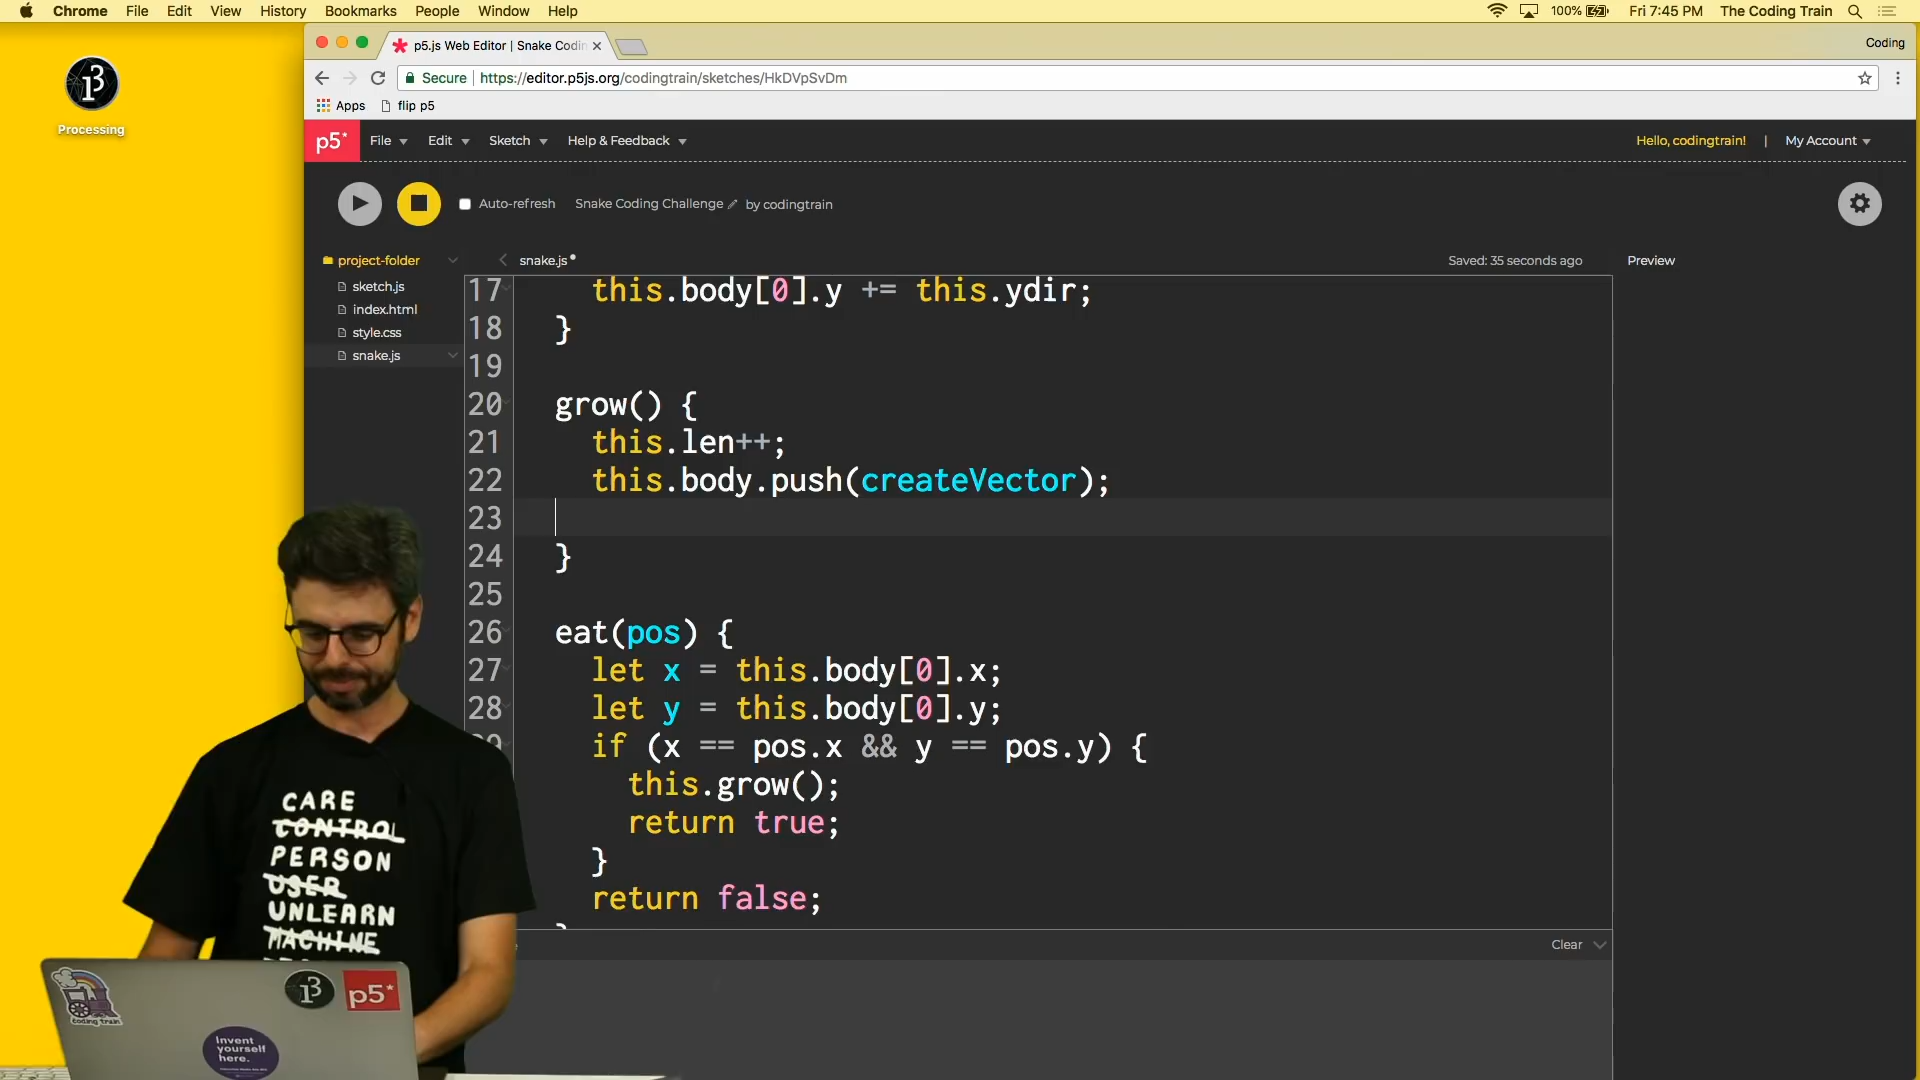 Chrome File Edit View History Bookmarks People Window Help
100% Fri 7:45 PM The Coding Train
p5.js Web Editor | Snake Codin
Coding
Secure https://editor.p5js.org/codingtrain/sketches/HkDVpSvDm
Apps flip p5
Processing
p5* File Edit Sketch Help & Feedback
Hello, codingtrain! | My Account
Auto-refresh Snake Coding Challenge by codingtrain
project-folder
snake.js
Saved: 35 seconds ago
Preview
sketch.js
index.html
style.css
snake.js
17 this.body[0].y += this.ydir;
18 }
19
20 grow() {
21 this.len++;
22 this.body.push(createVector);
23
24 }
25
26 eat(pos) {
27 let x = this.body[0].x;
28 let y = this.body[0].y;
if (x == pos.x && y == pos.y) {
this.grow();
return true;
}
return false;
}
Clear
CARE
CONTROL
PERSON
USER
UNLEARN
MACHINE
coding train
p5*
Invent
yourself
here.